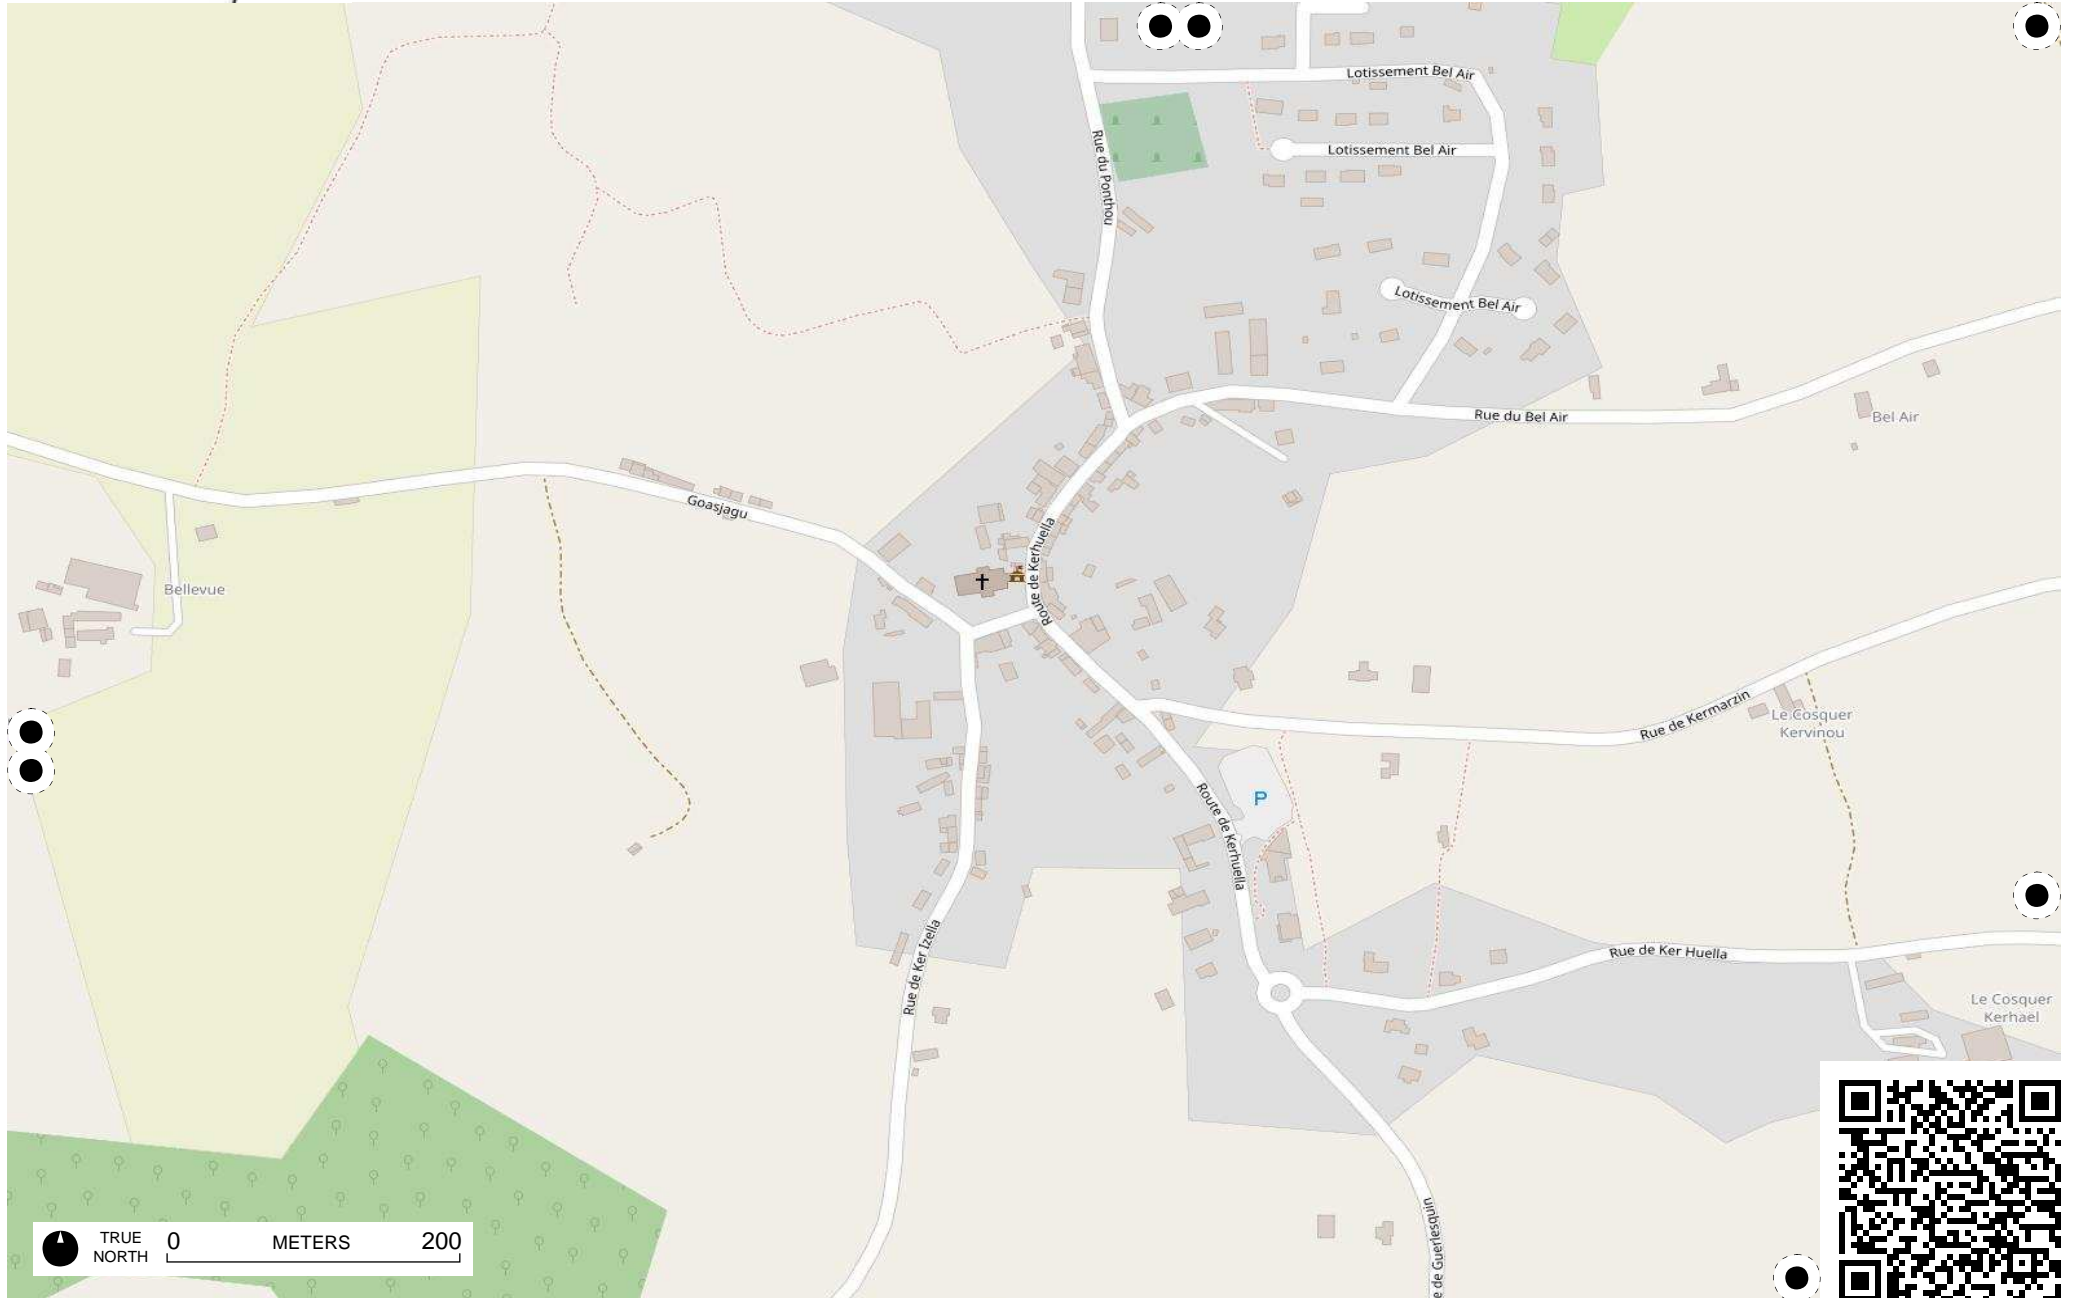 Lotissement Bel Air
Rue du Ponthou
Lotissement Bel Air
Lotissement Bel Air
Rue du Bel Air
Bel Air
Goasjagu
Route de Kerhuella
Bellevue
Rue de Kermarzin
Le Cosquer
Kervinou
P
Route de Kerhuella
Rue de Ker Izella
Rue de Ker Huella
Le Cosquer
Kerhael
e de Guerlesquin
TRUE
NORTH
0 METERS 200